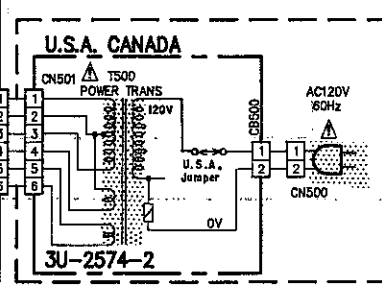 U.S.A. CANADA
CN501 T500
POWER TRANS
120V
CB500
AC120V
60Hz
1
2
3
4
5
6
U.S.A.
Jumper
1
2
1
2
CN500
0V
3U-2574-2